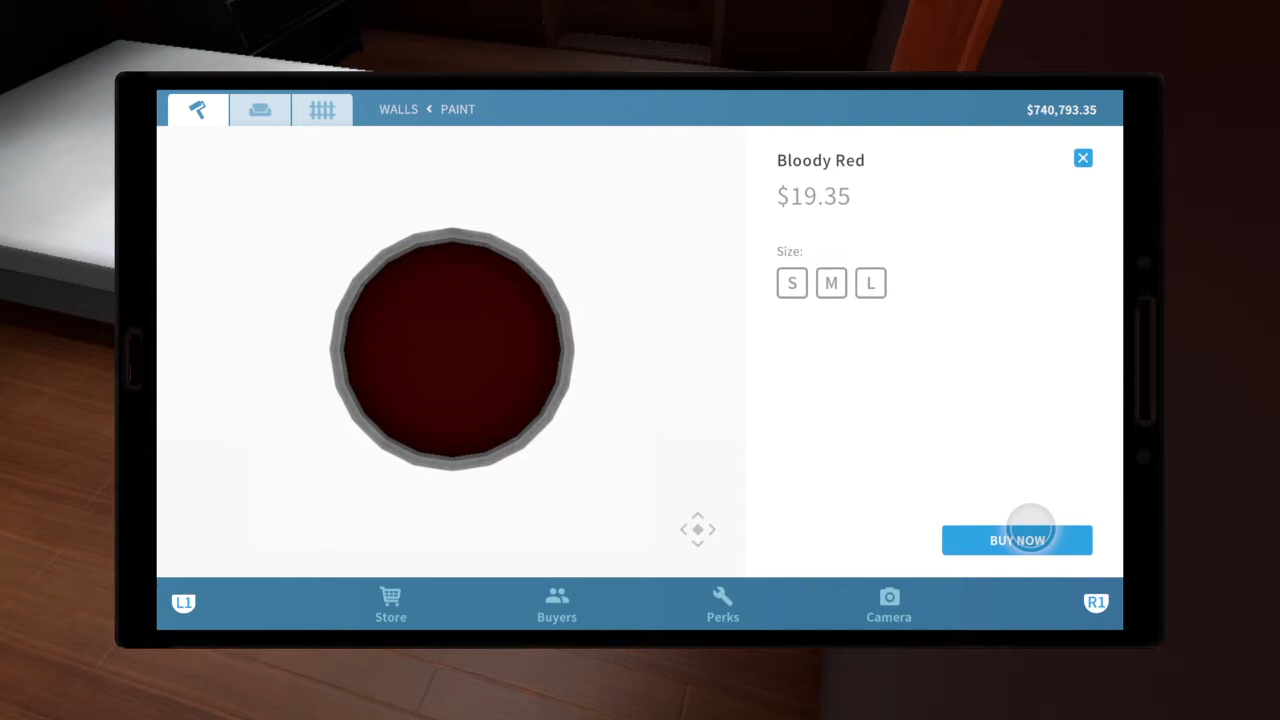 WALLS < PAINT
$740,793.35
Bloody Red
$19.35
Size:
S M L
BUY NOW
L1
Store
Buyers
Perks
Camera
R1